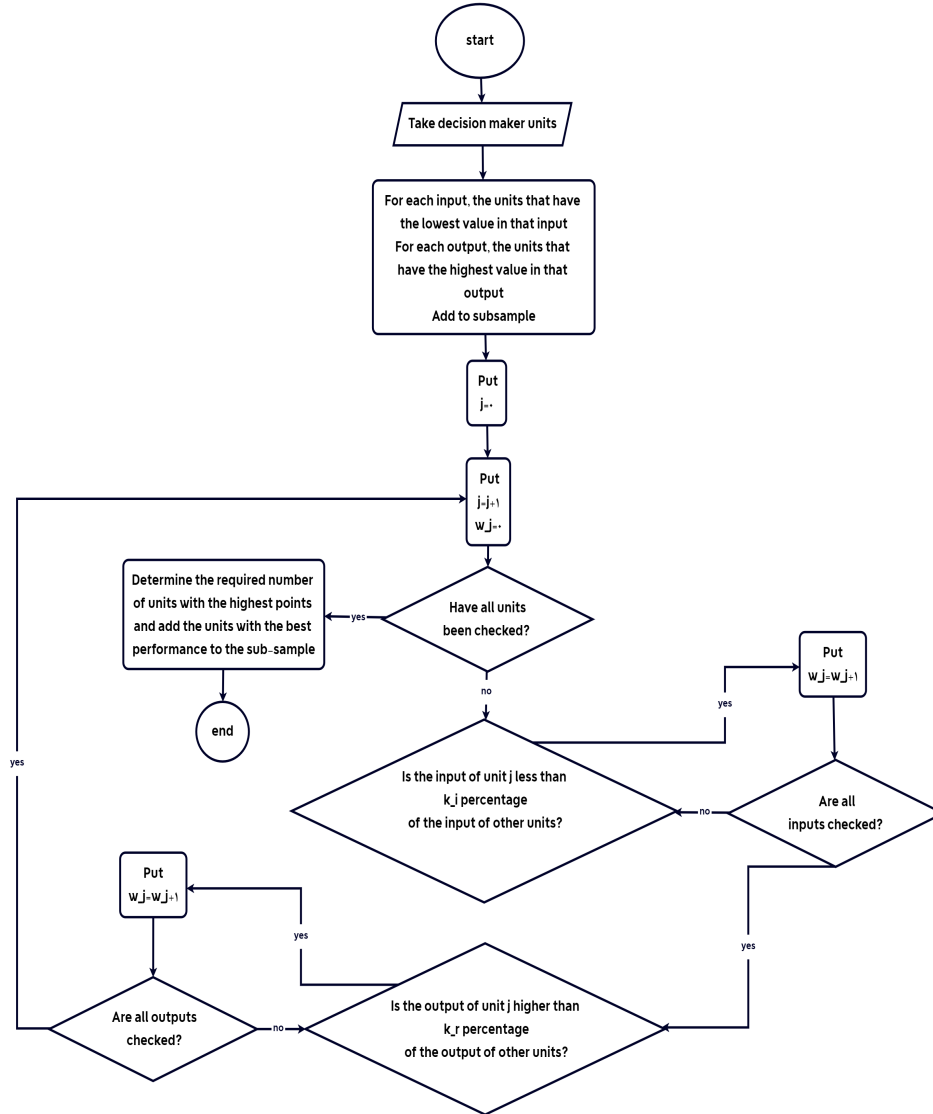 start
Take decision maker units
For each input, the units that have
the lowest value in that input
For each output, the units that
have the highest value in that
output
Add to subsample
Put
j=۰
Put
j=j+۱
w_j=۰
Have all units
been checked?
yes
Determine the required number
of units with the highest points
and add the units with the best
performance to the sub-sample
end
no
Is the input of unit j less than
k_i percentage
of the input of other units?
yes
Put
w_j=w_j+۱
Are all
inputs checked?
no
yes
Is the output of unit j higher than
k_r percentage
of the output of other units?
yes
Put
w_j=w_j+۱
Are all outputs
checked?
no
yes